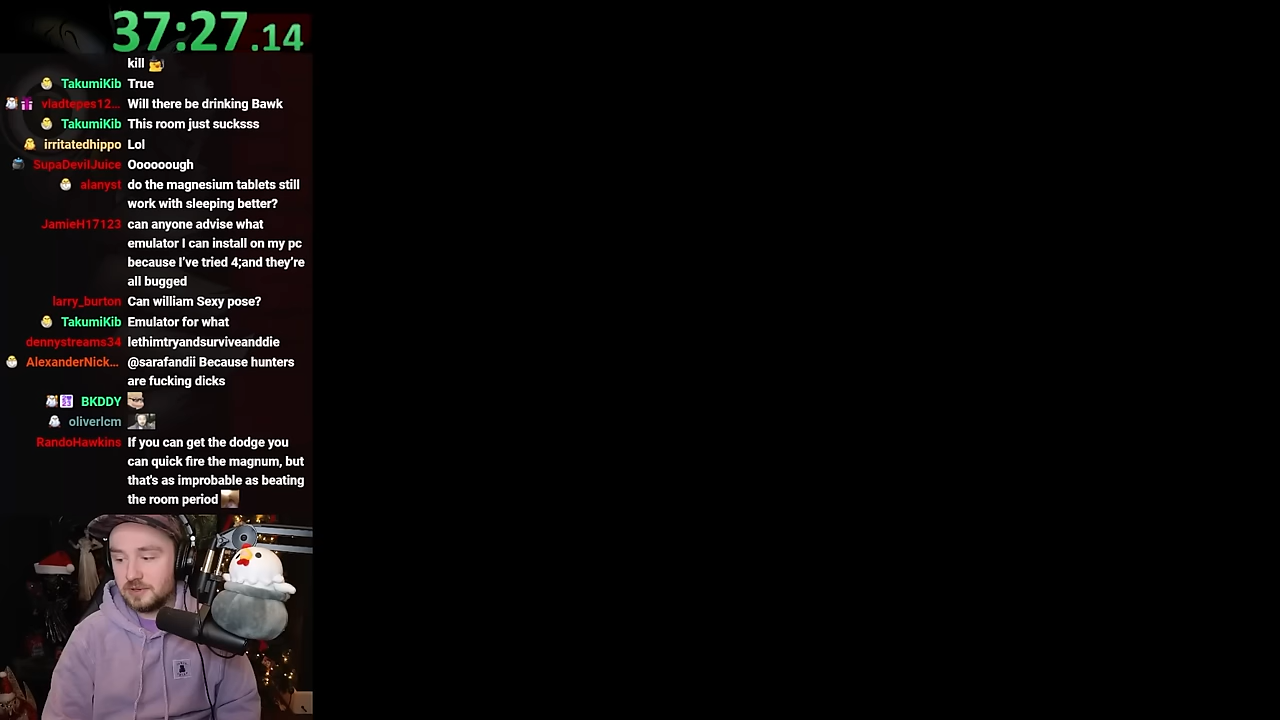 37:27.14
kill
TakumiKib True
vladtepes12... Will there be drinking Bawk
TakumiKib This room just sucksss
irritatedhippo Lol
SupaDevilJuice Oooooough
alanyst do the magnesium tablets still
work with sleeping better?
JamieH17123 can anyone advise what
emulator I can install on my pc
because I've tried 4;and they're
all bugged
larry_burton Can william Sexy pose?
TakumiKib Emulator for what
dennystreams34 lethimtryandsurviveanddie
AlexanderNick... @sarafandii Because hunters
are fucking dicks
BKDDY
oliverlcm
RandoHawkins If you can get the dodge you
can quick fire the magnum, but
that's as improbable as beating
the room period